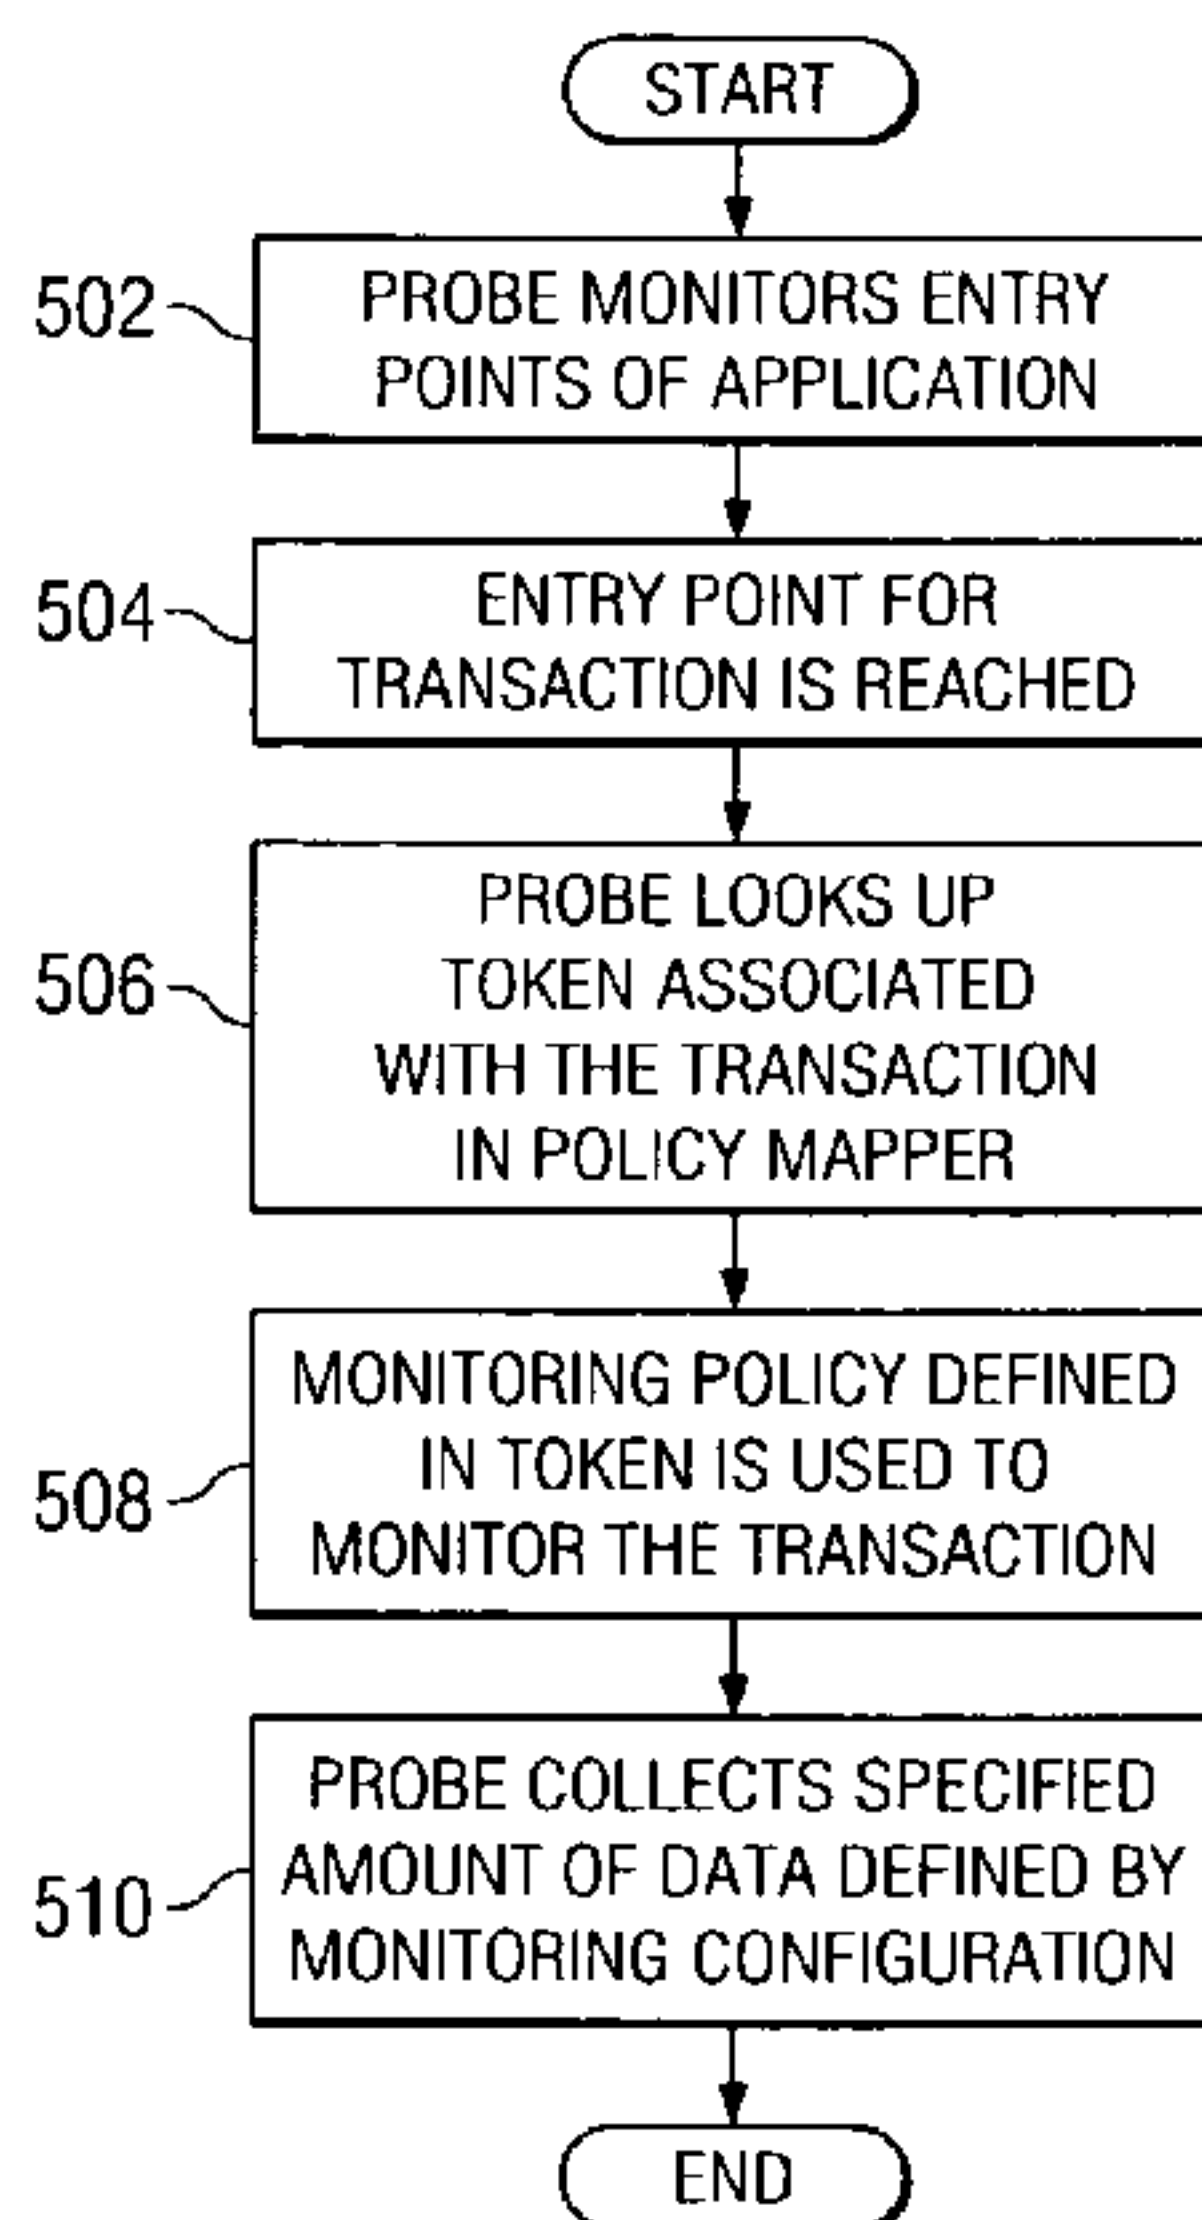 START
502
PROBE MONITORS ENTRY
POINTS OF APPLICATION
504
ENTRY POINT FOR
TRANSACTION IS REACHED
506
PROBE LOOKS UP
TOKEN ASSOCIATED
WITH THE TRANSACTION
IN POLICY MAPPER
508
MONITORING POLICY DEFINED
IN TOKEN IS USED TO
MONITOR THE TRANSACTION
510
PROBE COLLECTS SPECIFIED
AMOUNT OF DATA DEFINED BY
MONITORING CONFIGURATION
END